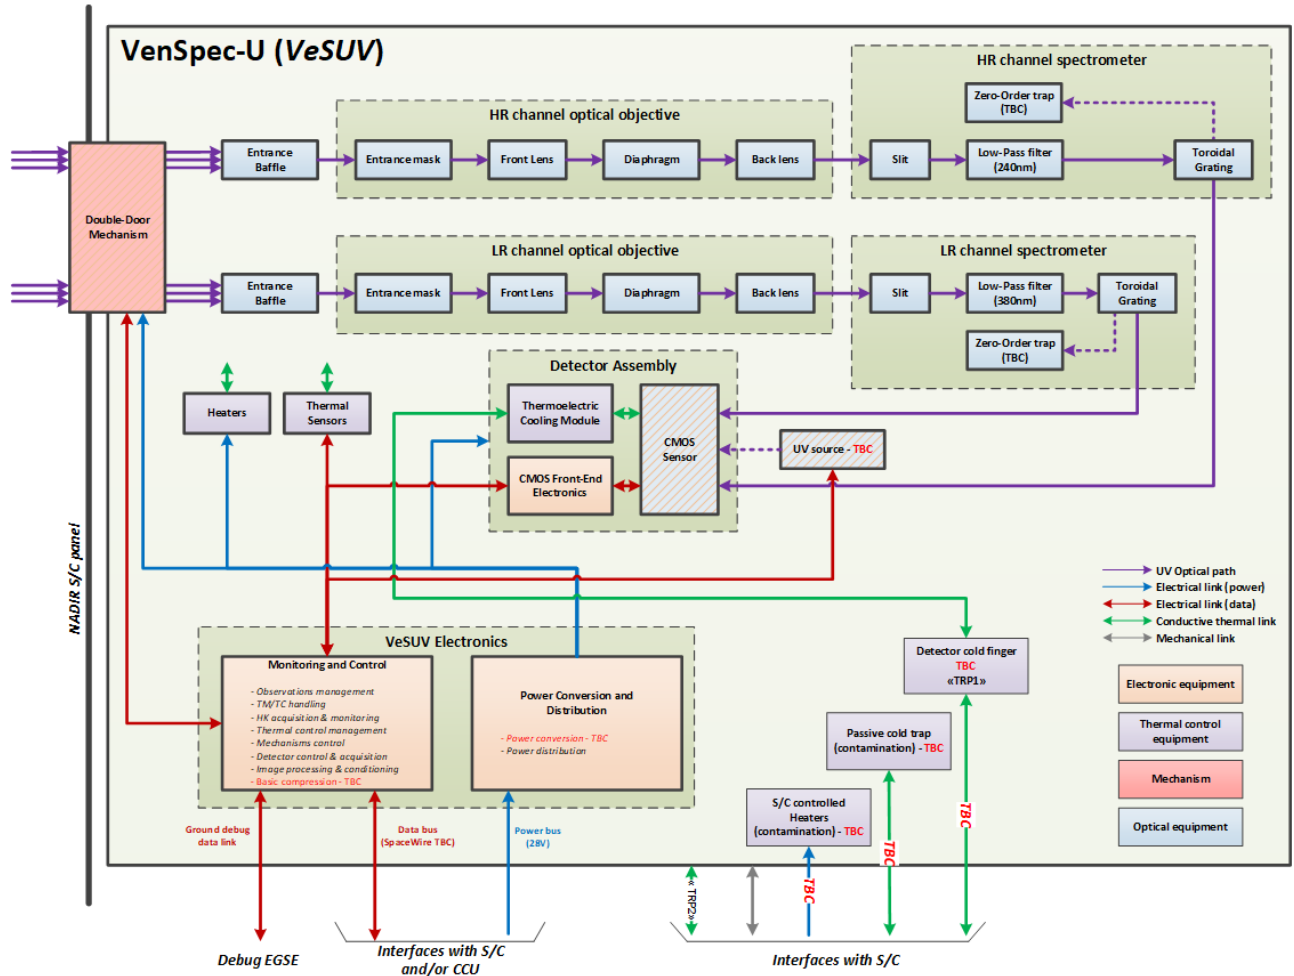 VenSpec-U (VeSUV)
HR channel spectrometer
Zero-Order trap
(TBC)
HR channel optical objective
Entrance
Baffle
Entrance mask
Front Lens
Diaphragm
Back lens
Slit
Low-Pass filter
(240nm)
Toroidal
Grating
Double-Door
Mechanism
LR channel optical objective
LR channel spectrometer
Entrance
Baffle
Entrance mask
Front Lens
Diaphragm
Back lens
Slit
Low-Pass filter
(380nm)
Toroidal
Grating
Zero-Order trap
(TBC)
Detector Assembly
Heaters
Thermal
Sensors
Thermoelectric
Cooling Module
CMOS
Sensor
UV source - TBC
CMOS Front-End
Electronics
NADIR S/C panel
UV Optical path
Electrical link (power)
Electrical link (data)
Conductive thermal link
Mechanical link
VeSUV Electronics
Monitoring and Control
- Observations management
- TM/TC handling
- HK acquisition & monitoring
- Thermal control management
- Mechanisms control
- Detector control & acquisition
- Image processing & conditioning
- Basic compression - TBC
Power Conversion and
Distribution
- Power conversion - TBC
- Power distribution
Detector cold finger
TBC
«TRP1»
Passive cold trap
(contamination) - TBC
S/C controlled
Heaters
(contamination) - TBC
Electronic equipment
Thermal control
equipment
Mechanism
Optical equipment
Ground debug
data link
Data bus
(SpaceWire TBC)
Power bus
(28V)
« TRP2»
TBC
TBC
TBC
Debug EGSE
Interfaces with S/C
and/or CCU
Interfaces with S/C